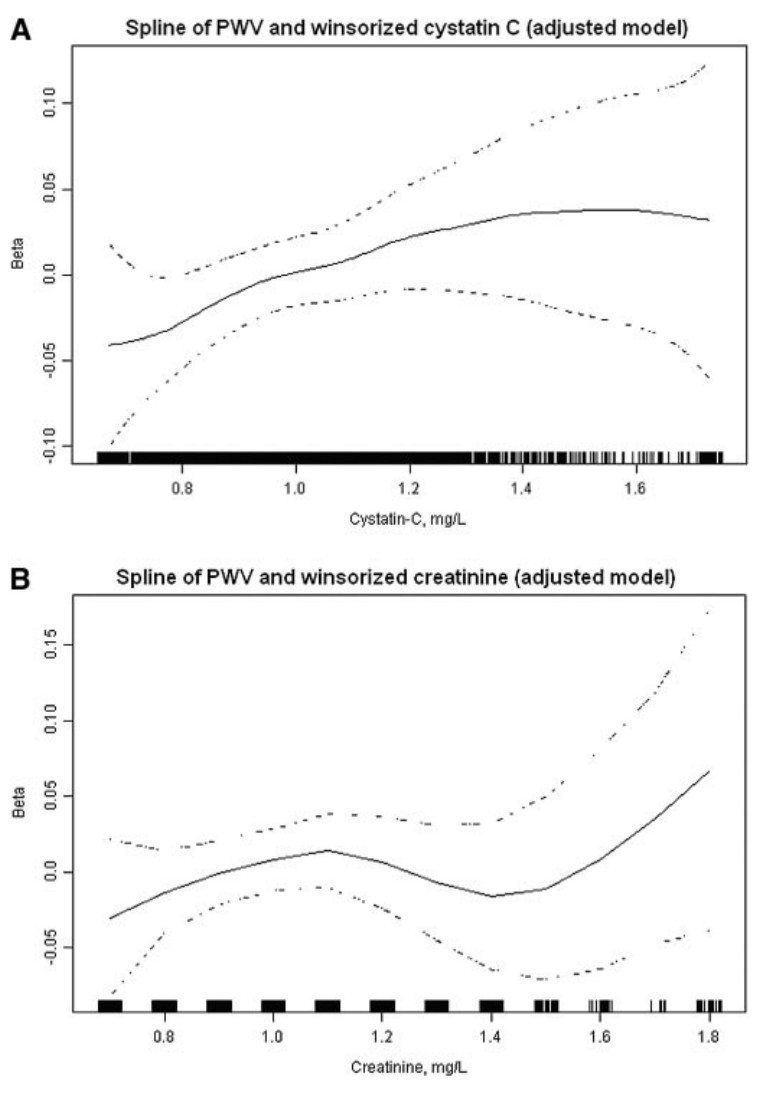 A
Spline of PWV and winsorized cystatin C (adjusted model)
0.10
0.05
0.0
-0.05
-0.10
Beta
0.8 1.0 1.2 1.4 1.6
Cystatin-C, mg/L
B
Spline of PWV and winsorized creatinine (adjusted model)
0.15
0.10
0.05
0.0
-0.05
Beta
0.8 1.0 1.2 1.4 1.6 1.8
Creatinine, mg/L